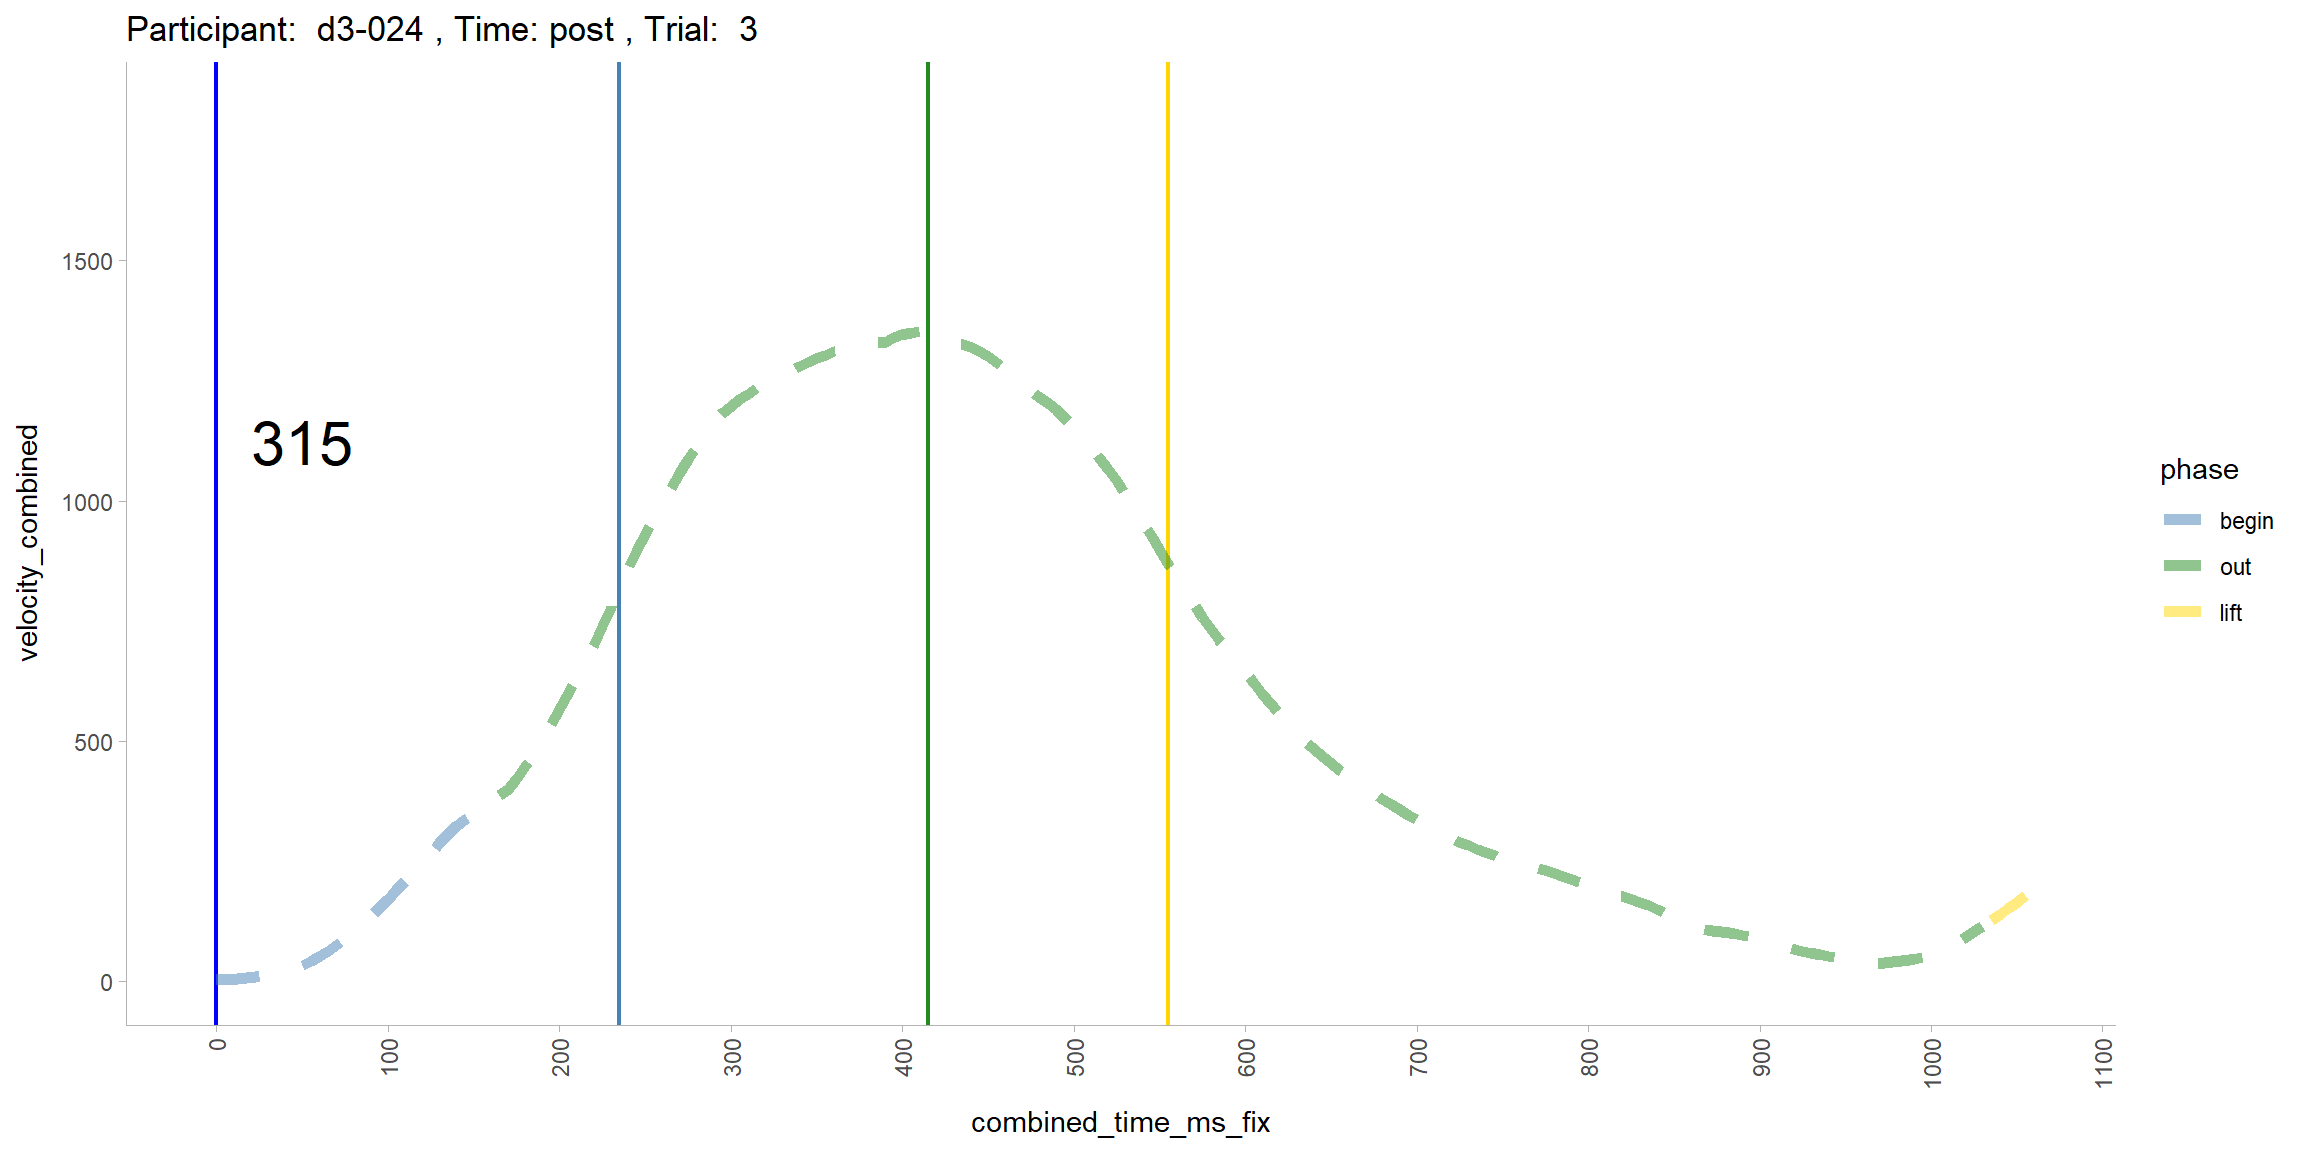 Participant:  d3-024 , Time: post , Trial:  3
velocity_combined
1500
1000
500
0
315
0
100
200
300
400
500
600
700
800
900
1000
1100
combined_time_ms_fix
phase
begin
out
lift